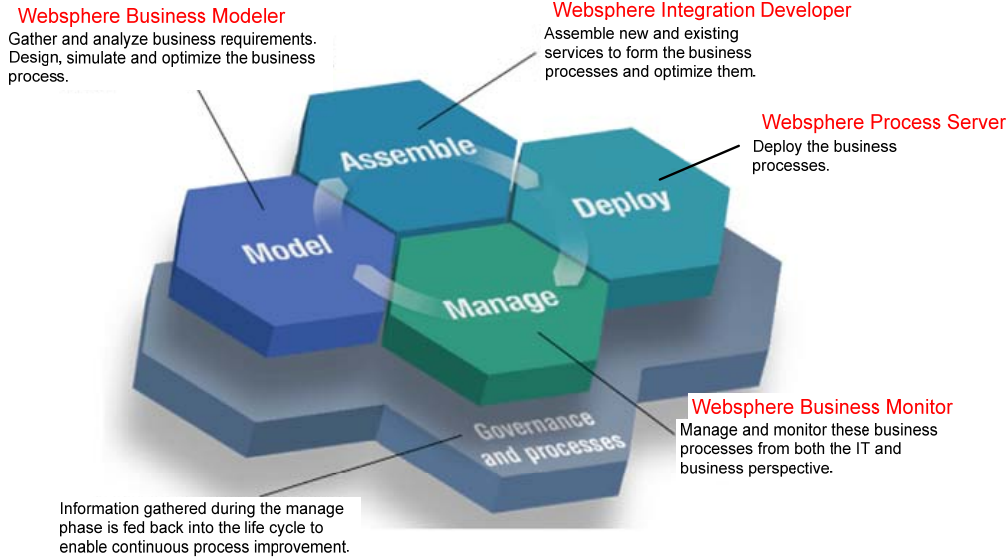 Websphere Business Modeler
Gather and analyze business requirements.
Design, simulate and optimize the business
process.
Websphere Integration Developer
Assemble new and existing
services to form the business
processes and optimize them.
Websphere Process Server
Deploy the business
processes.
Assemble
Deploy
Model
Manage
Websphere Business Monitor
Manage and monitor these business
processes from both the IT and
business perspective.
Governance
and processes
Information gathered during the manage
phase is fed back into the life cycle to
enable continuous process improvement.